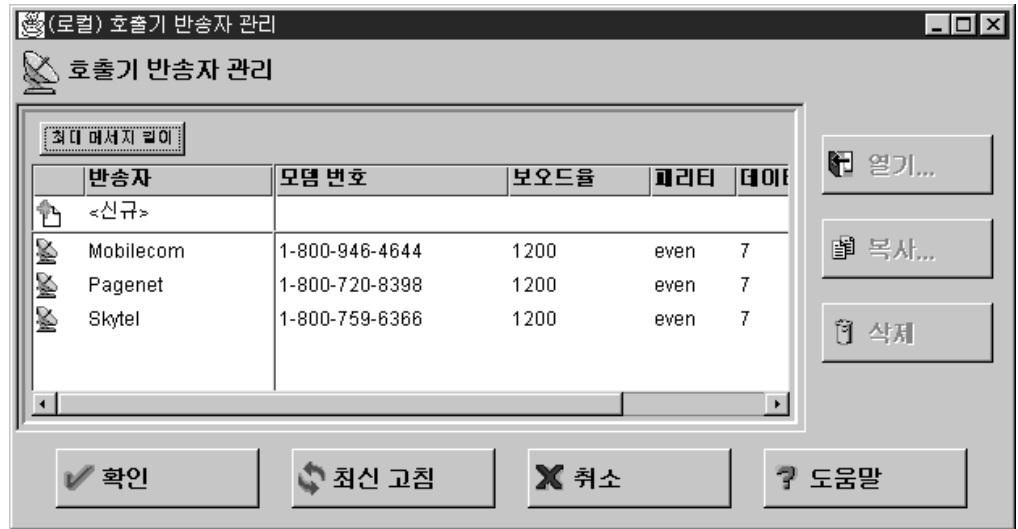 (로컬) 호출기 반송자 관리
호출기 반송자 관리
최대 메세지 길이
반송자 모뎀 번호 보오드율 패리티 데이터
<신규>
Mobilecom 1-800-946-4644 1200 even 7
Pagenet 1-800-720-8398 1200 even 7
Skytel 1-800-759-6366 1200 even 7
열기...
복사...
삭제
확인 최신 고침 취소 도움말